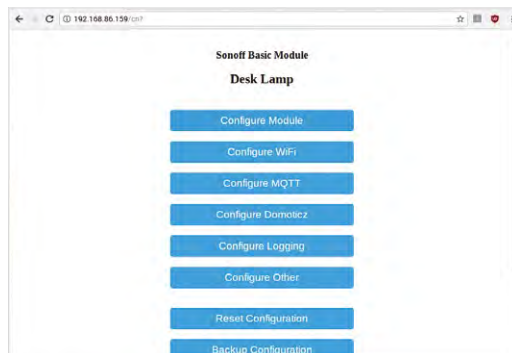 192.168.86.159/cn?
Sonoff Basic Module
Desk Lamp
Configure Module
Configure WiFi
Configure MQTT
Configure Domoticz
Configure Logging
Configure Other
Reset Configuration
Backup Configuration